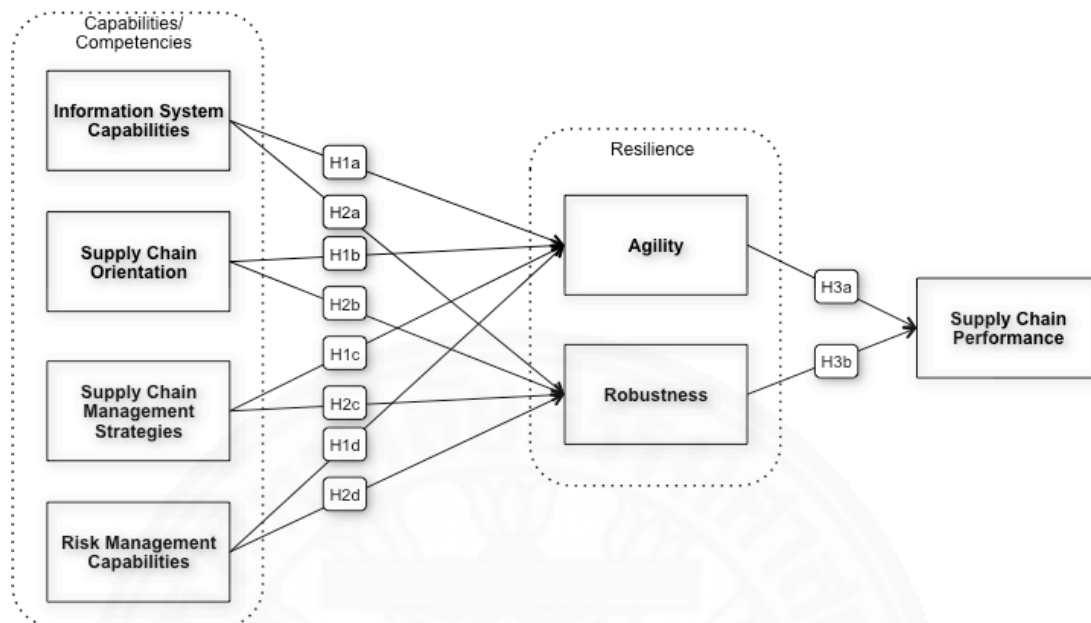 Capabilities/
Competencies
Information System
Capabilities
Supply Chain
Orientation
Supply Chain
Management
Strategies
Risk Management
Capabilities
H1a
H2a
H1b
H2b
H1c
H2c
H1d
H2d
Resilience
Agility
Robustness
H3a
H3b
Supply Chain
Performance